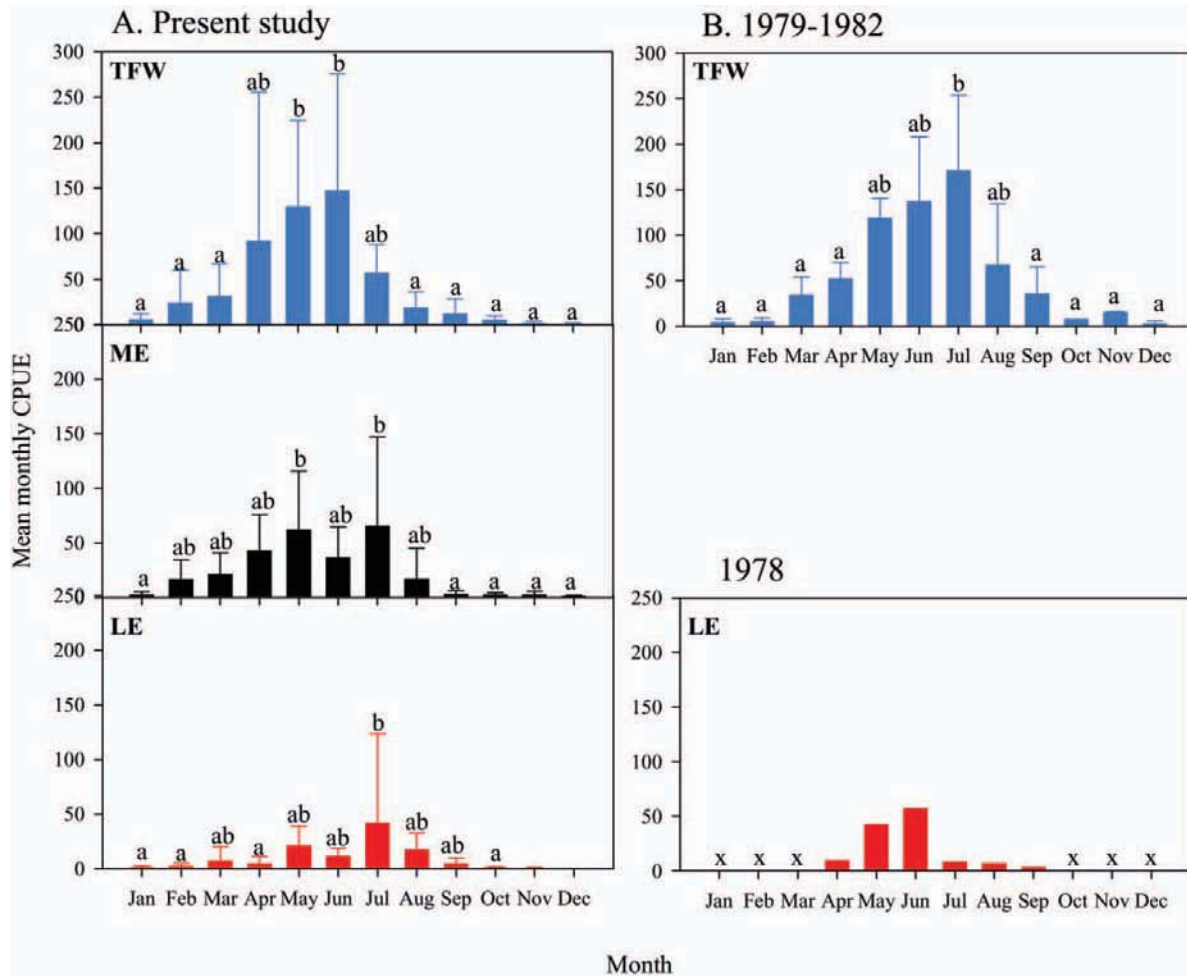 A. Present study
B. 1979-1982
300
250
200
150
100
50
TFW
a a a ab b b ab a a a a a
250
200
150
100
50
ME
a ab ab ab b ab b ab a a a a
250
200
150
100
50
0
LE
a a ab a ab ab b ab ab a
Jan Feb Mar Apr May Jun Jul Aug Sep Oct Nov Dec
300
250
200
150
100
50
0
TFW
a a a a ab ab b ab a a a a
Jan Feb Mar Apr May Jun Jul Aug Sep Oct Nov Dec
1978
250
200
150
100
50
0
LE
x x x x x x
Jan Feb Mar Apr May Jun Jul Aug Sep Oct Nov Dec
Mean monthly CPUE
Month